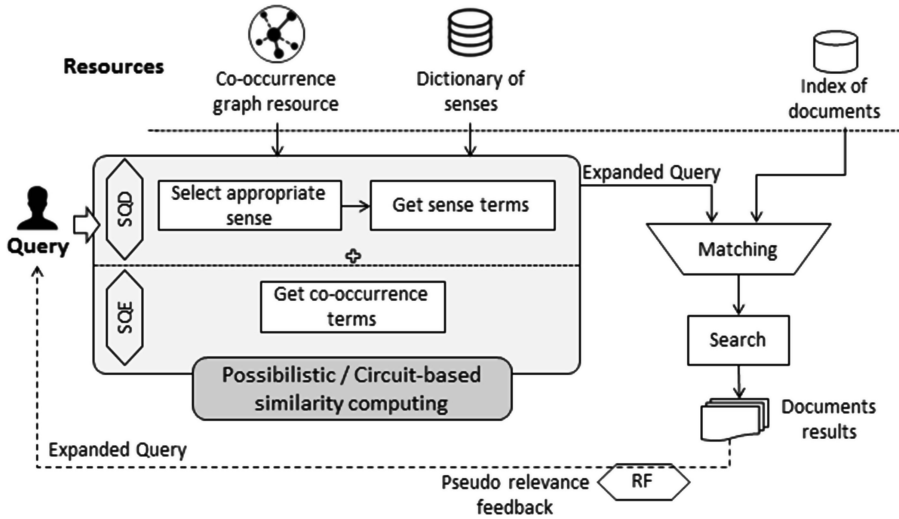 Resources
Co-occurrence
graph resource
Dictionary of
senses
Index of
documents
Query
SQD
Select appropriate
sense
Get sense terms
Expanded Query
Matching
SQE
Get co-occurrence
terms
Search
Possibilistic / Circuit-based
similarity computing
Documents
results
Expanded Query
Pseudo relevance
feedback
RF